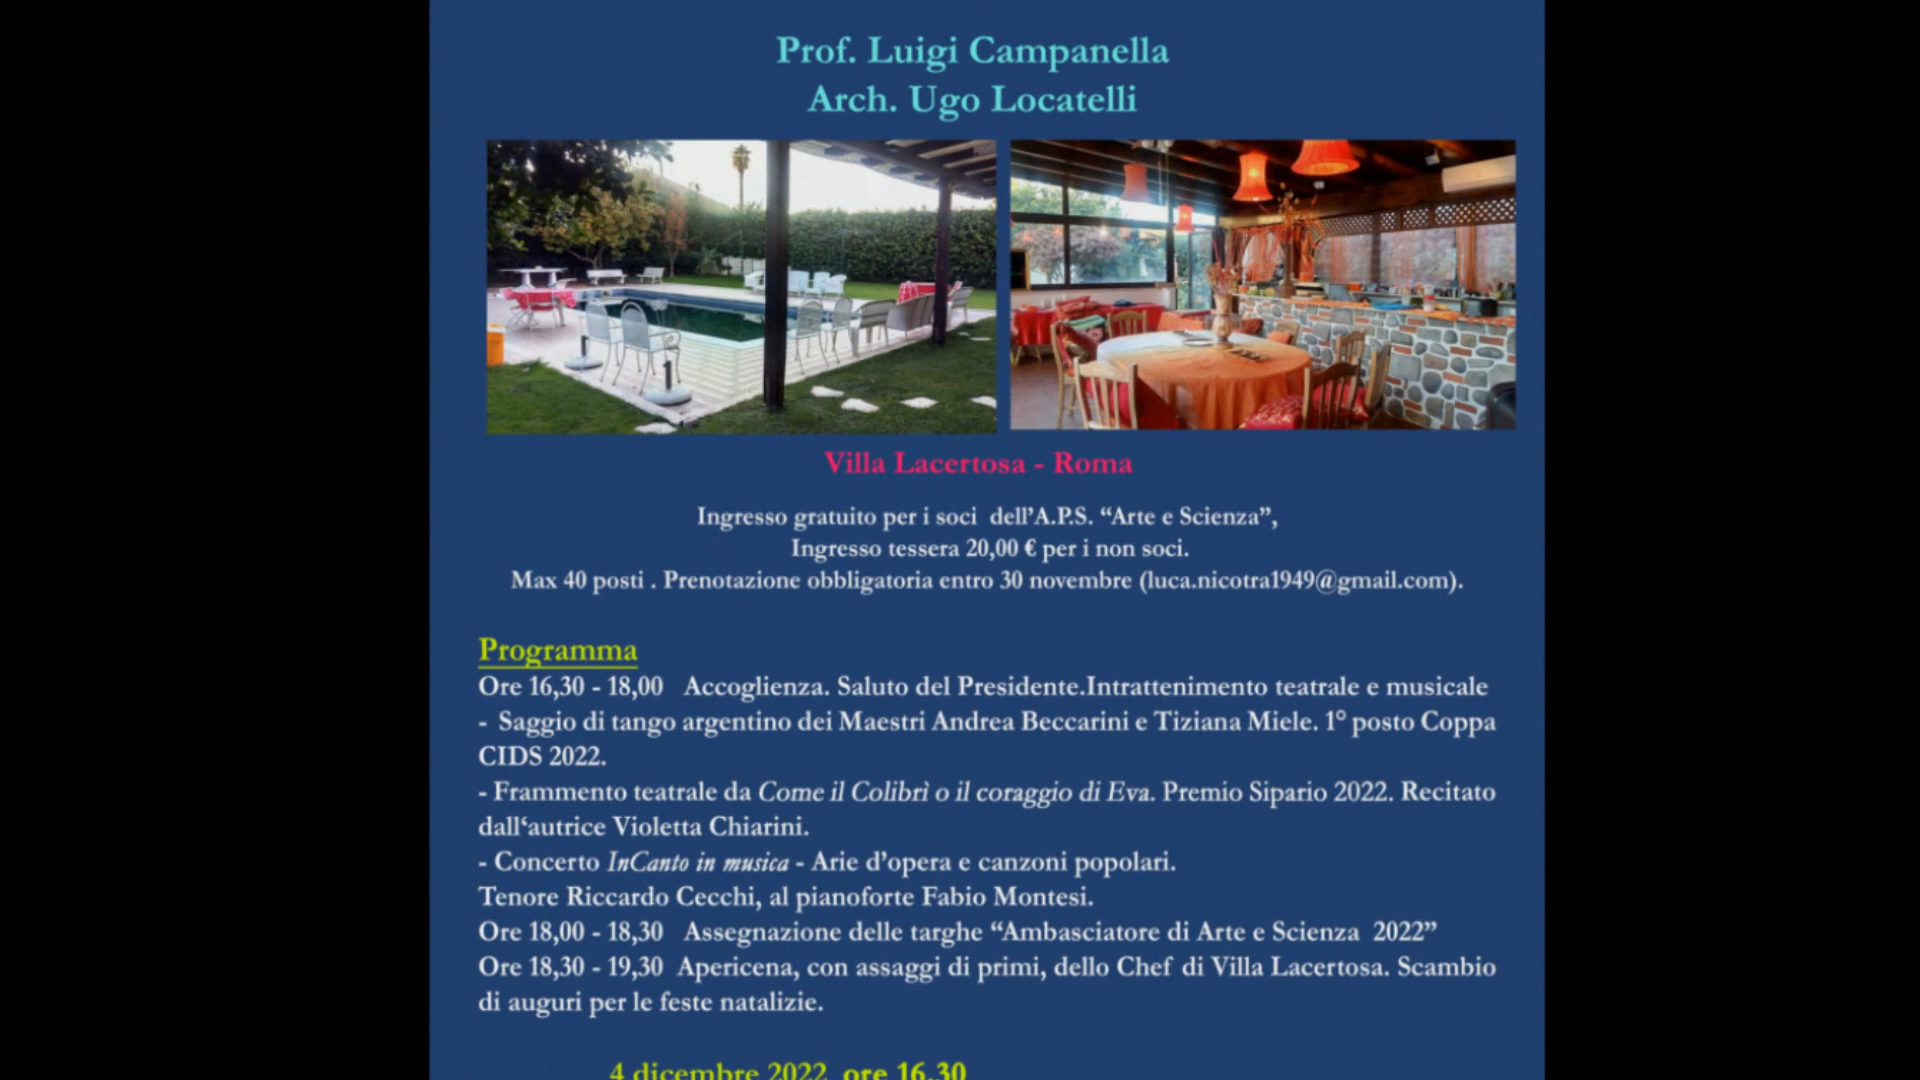 Prof. Luigi Campanella
Arch. Ugo Locatelli
Villa Lacertosa - Roma
Ingresso gratuito per i soci dell'A.P.S. “Arte e Scienza”,
Ingresso tessera 20,00 € per i non soci.
Max 40 posti . Prenotazione obbligatoria entro 30 novembre (luca.nicotra1949@gmail.com).
Programma
Ore 16,30 - 18,00 Accoglienza. Saluto del Presidente.Intrattenimento teatrale e musicale
- Saggio di tango argentino dei Maestri Andrea Beccarini e Tiziana Miele. 1° posto Coppa
CIDS 2022.
- Frammento teatrale da Come il Colibrì o il coraggio di Eva. Premio Sipario 2022. Recitato
dall‘autrice Violetta Chiarini.
- Concerto InCanto in musica - Arie d’opera e canzoni popolari.
Tenore Riccardo Cecchi, al pianoforte Fabio Montesi.
Ore 18,00 - 18,30 Assegnazione delle targhe “Ambasciatore di Arte e Scienza 2022”
Ore 18,30 - 19,30 Apericena, con assaggi di primi, dello Chef di Villa Lacertosa. Scambio
di auguri per le feste natalizie.
4 dicembre 2022 ore 16,30